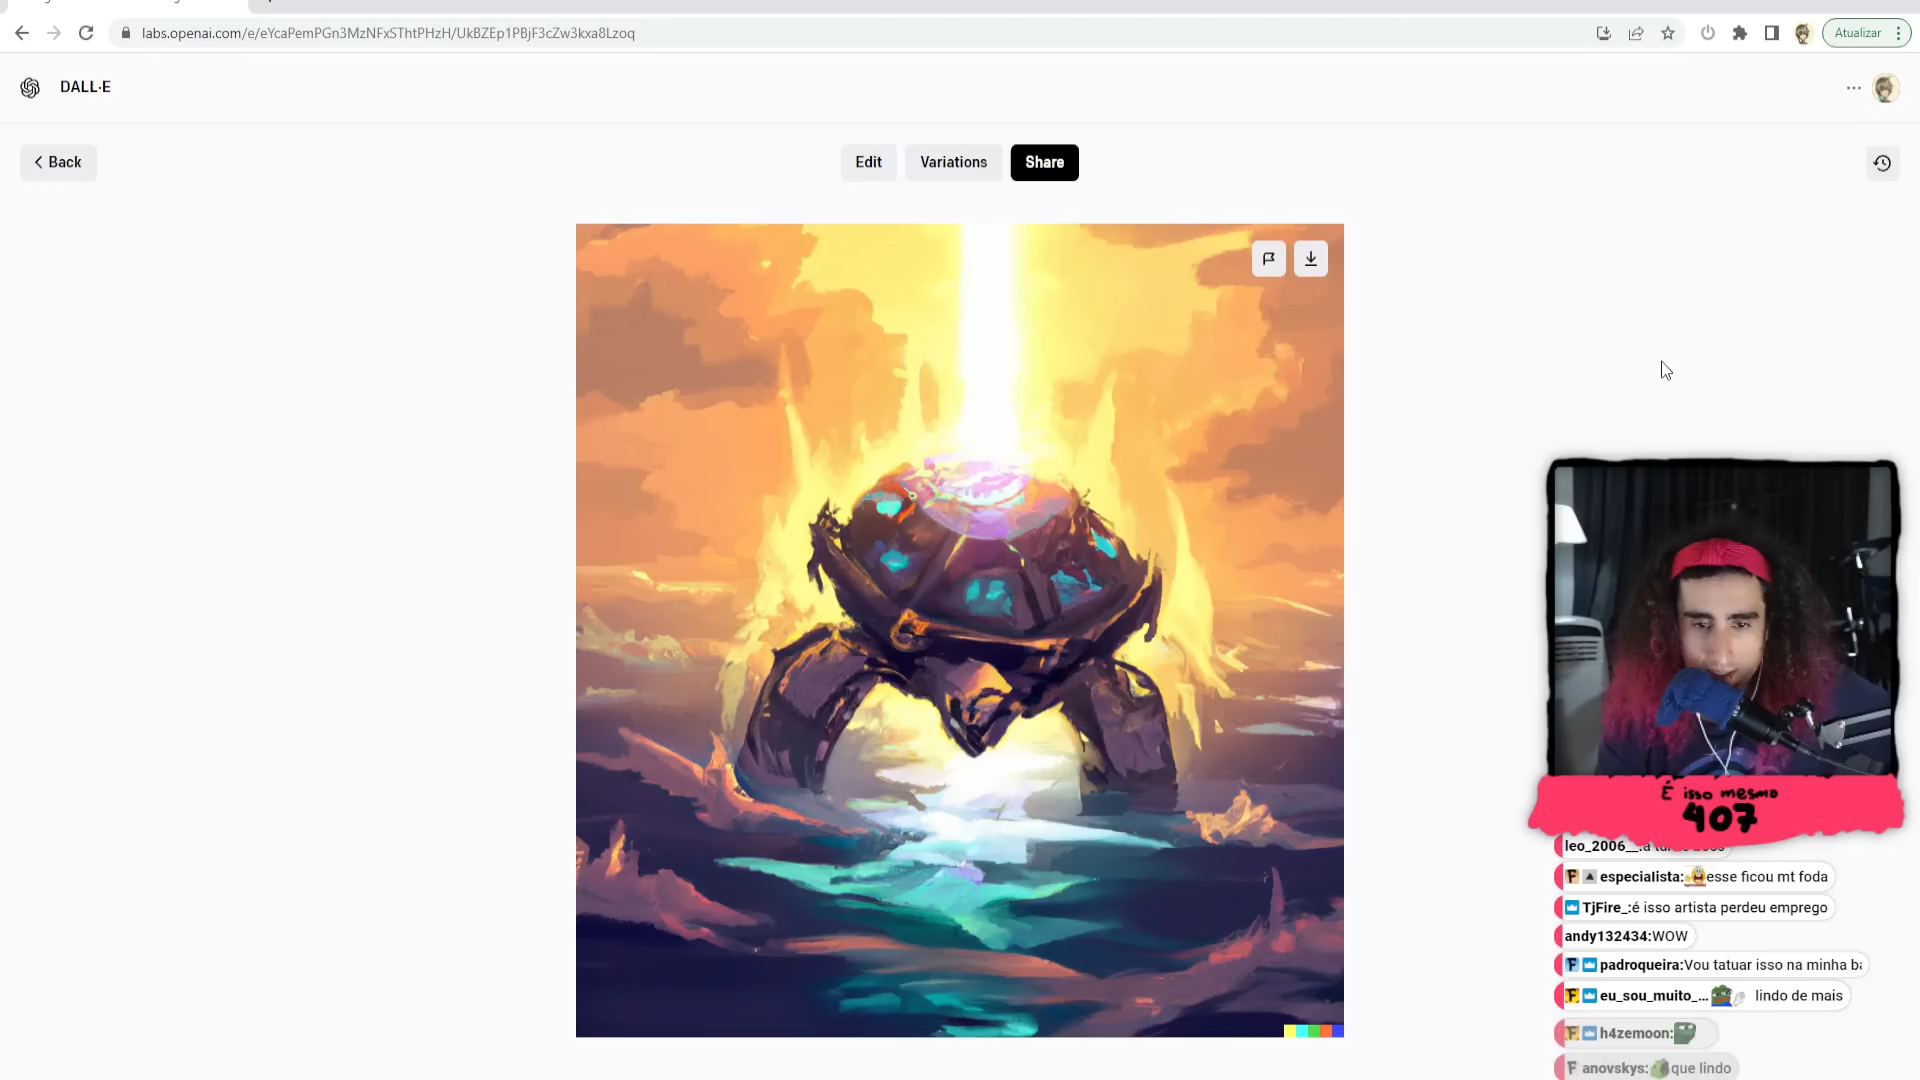 labs.openai.com/e/eYcaPemPGn3MzNFxSThtPHzH/UkBZEp1PBjF3cZw3kxa8Lzoq
Atualizar
DALL·E
Back
Edit
Variations
Share
É isso mesmo
407
leo_2006__:a
especialista: esse ficou mt foda
TjFire_:é isso artista perdeu emprego
andy132434:WOW
padroqueira:Vou tatuar isso na minha
eu_sou_muito_... lindo de mais
h4zemoon:
anovskys: que lindo